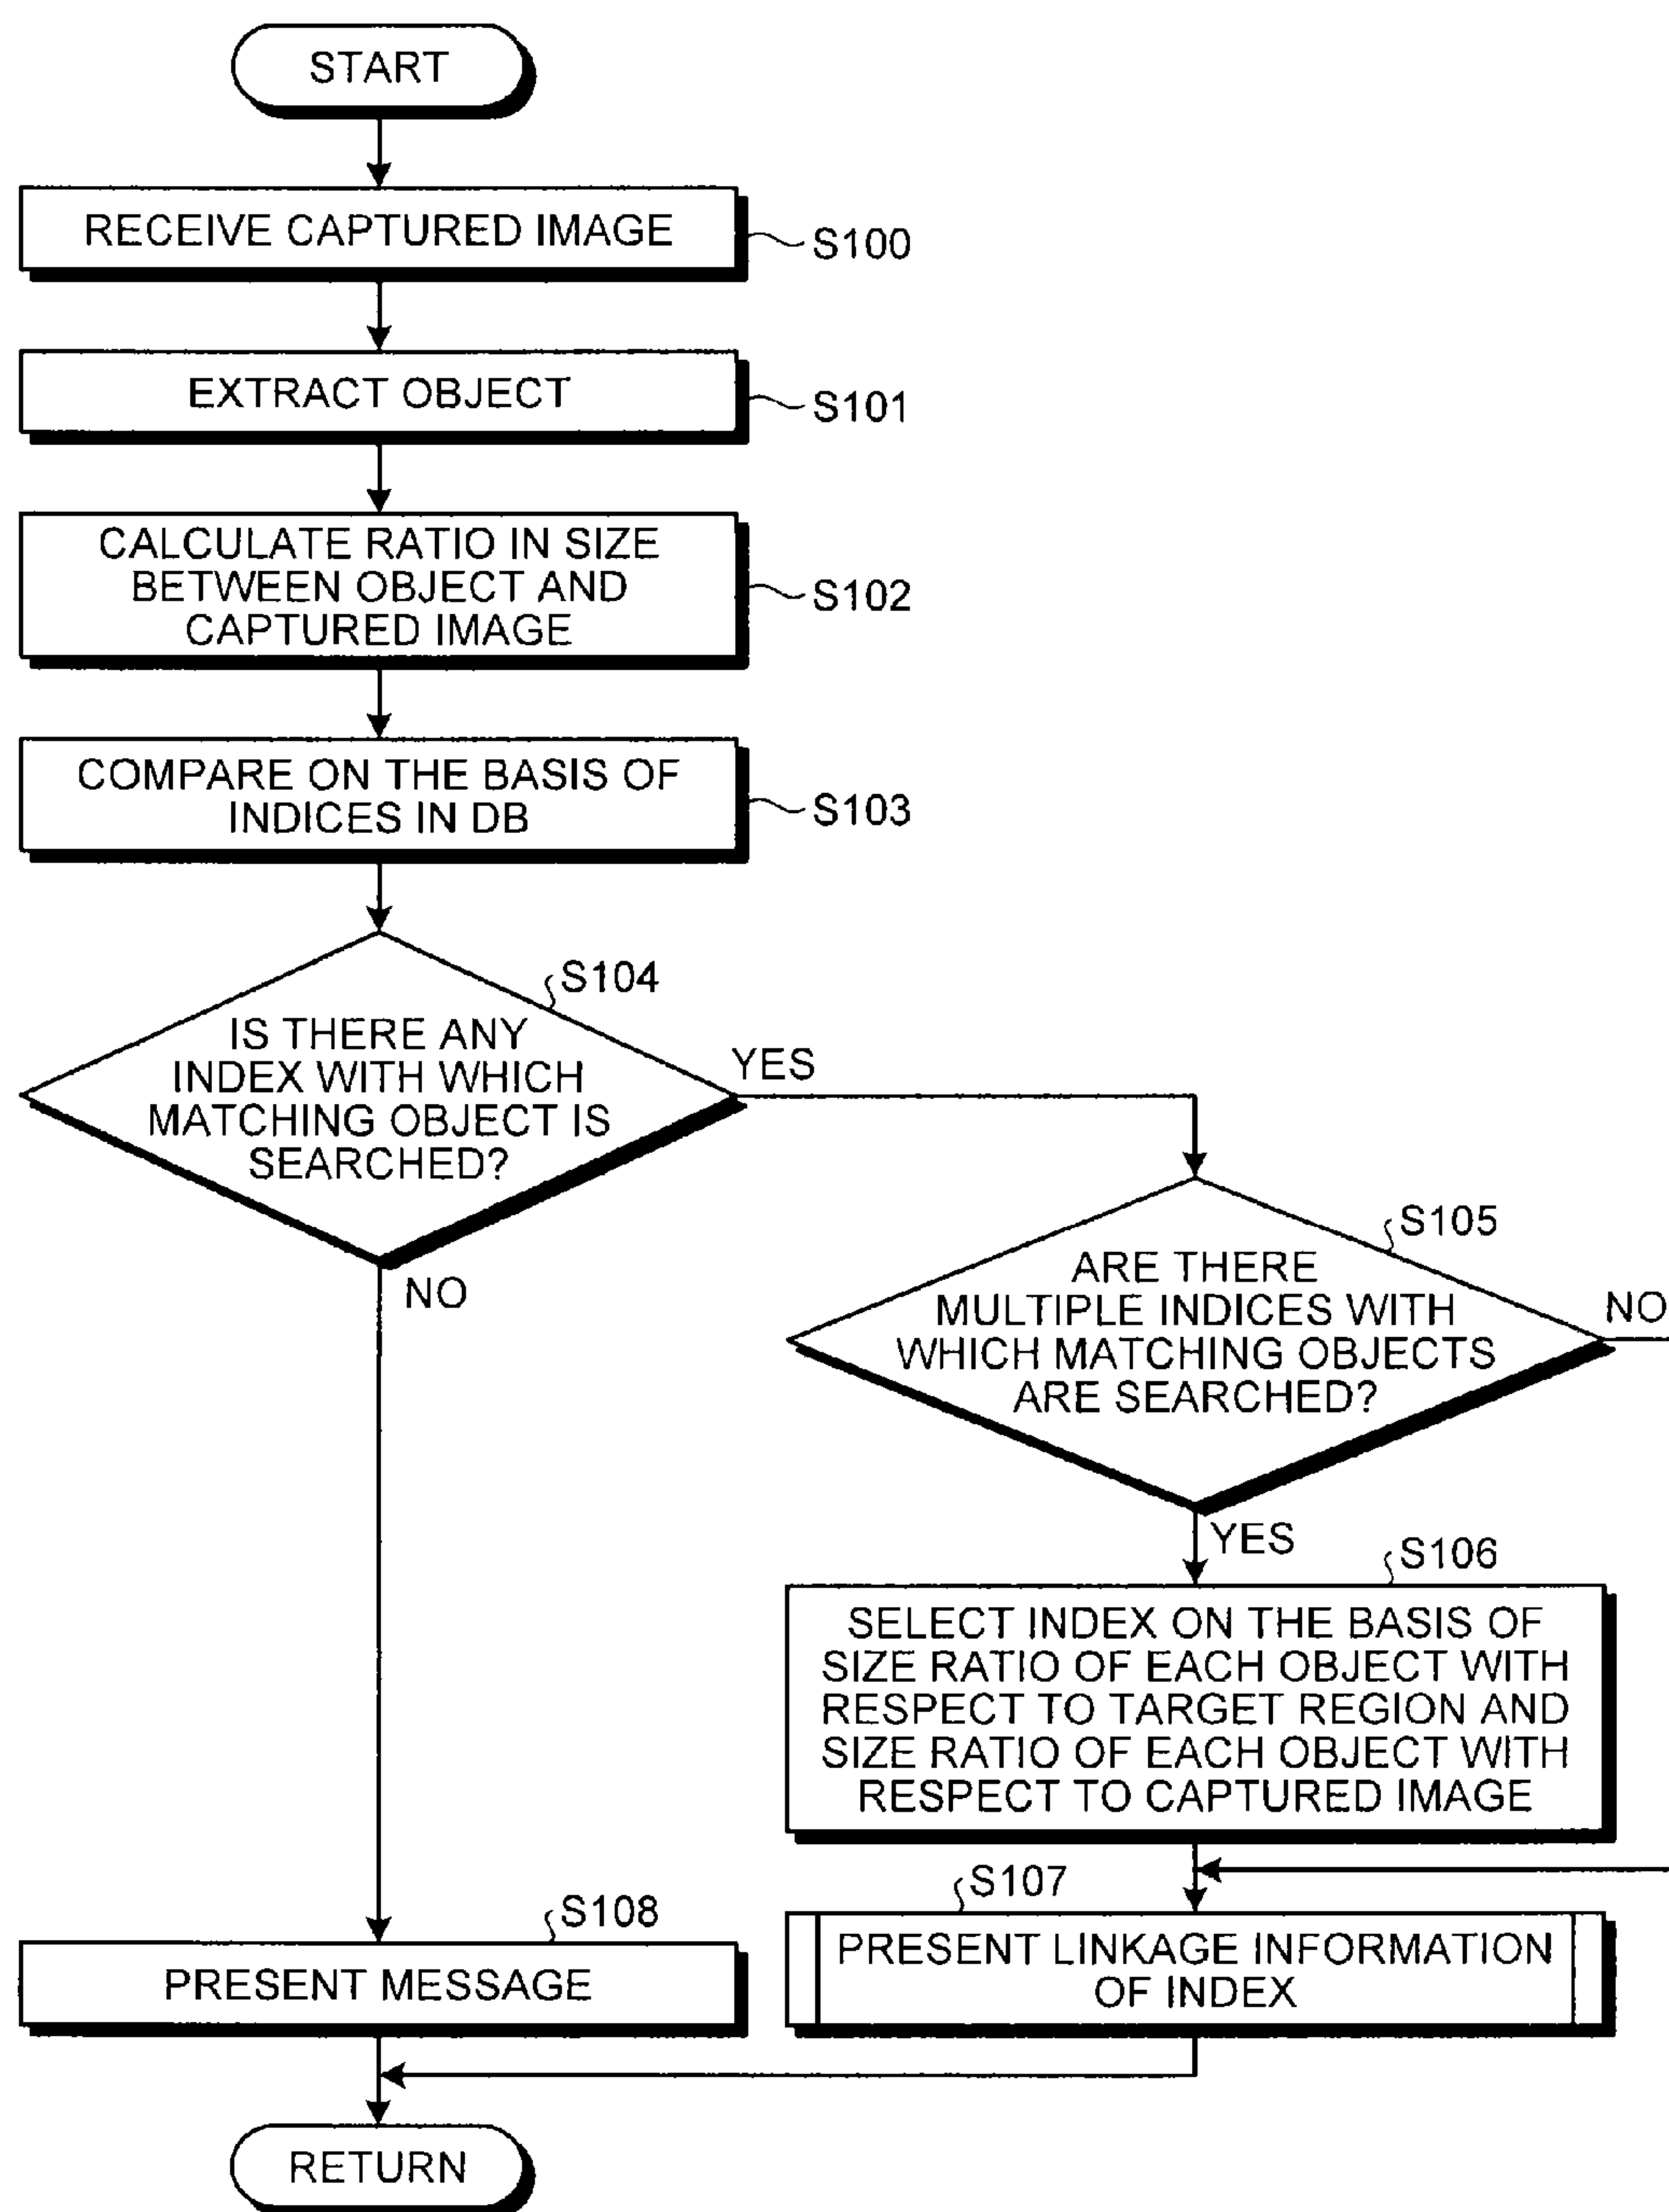 START
RECEIVE CAPTURED IMAGE
S100
EXTRACT OBJECT
S101
CALCULATE RATIO IN SIZE
BETWEEN OBJECT AND
CAPTURED IMAGE
S102
COMPARE ON THE BASIS OF
INDICES IN DB
S103
S104
IS THERE ANY
INDEX WITH WHICH
MATCHING OBJECT IS
SEARCHED?
YES
NO
S105
ARE THERE
MULTIPLE INDICES WITH
WHICH MATCHING OBJECTS
ARE SEARCHED?
NO
YES
S106
SELECT INDEX ON THE BASIS OF
SIZE RATIO OF EACH OBJECT WITH
RESPECT TO TARGET REGION AND
SIZE RATIO OF EACH OBJECT WITH
RESPECT TO CAPTURED IMAGE
S107
PRESENT LINKAGE INFORMATION
OF INDEX
S108
PRESENT MESSAGE
RETURN